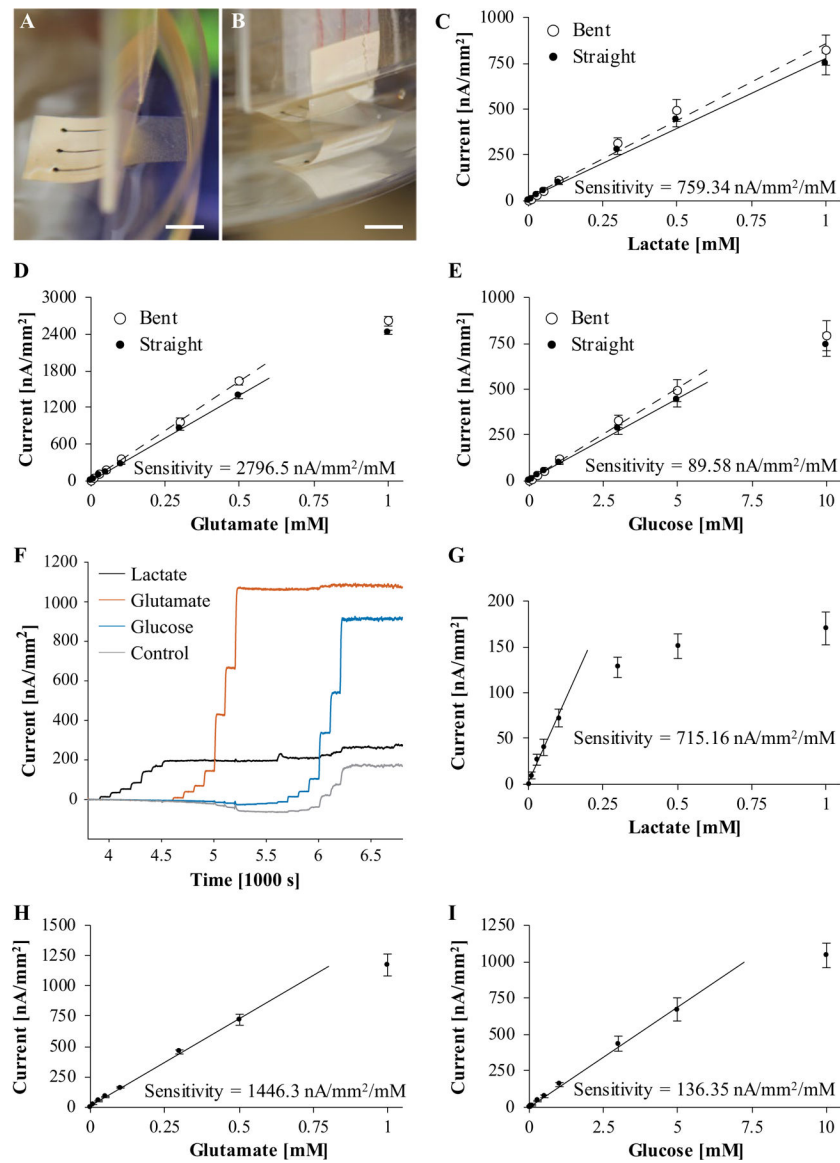 A
B
C
1000
750
500
250
0
Current [nA/mm²]
Bent
Straight
Sensitivity = 759.34 nA/mm²/mM
0 0.25 0.5 0.75 1
Lactate [mM]
D
3000
2400
1800
1200
600
0
Current [nA/mm²]
Bent
Straight
Sensitivity = 2796.5 nA/mm²/mM
0 0.25 0.5 0.75 1
Glutamate [mM]
E
1000
750
500
250
0
Current [nA/mm²]
Bent
Straight
Sensitivity = 89.58 nA/mm²/mM
0 2.5 5 7.5 10
Glucose [mM]
F
1200
1000
800
600
400
200
0
Current [nA/mm²]
Lactate
Glutamate
Glucose
Control
4 4.5 5 5.5 6 6.5
Time [1000 s]
G
200
150
100
50
0
Current [nA/mm²]
Sensitivity = 715.16 nA/mm²/mM
0 0.25 0.5 0.75 1
Lactate [mM]
H
1500
1250
1000
750
500
250
0
Current [nA/mm²]
Sensitivity = 1446.3 nA/mm²/mM
0 0.25 0.5 0.75 1
Glutamate [mM]
I
1500
1000
500
0
Current [nA/mm²]
Sensitivity = 136.35 nA/mm²/mM
0 2.5 5 7.5 10
Glucose [mM]